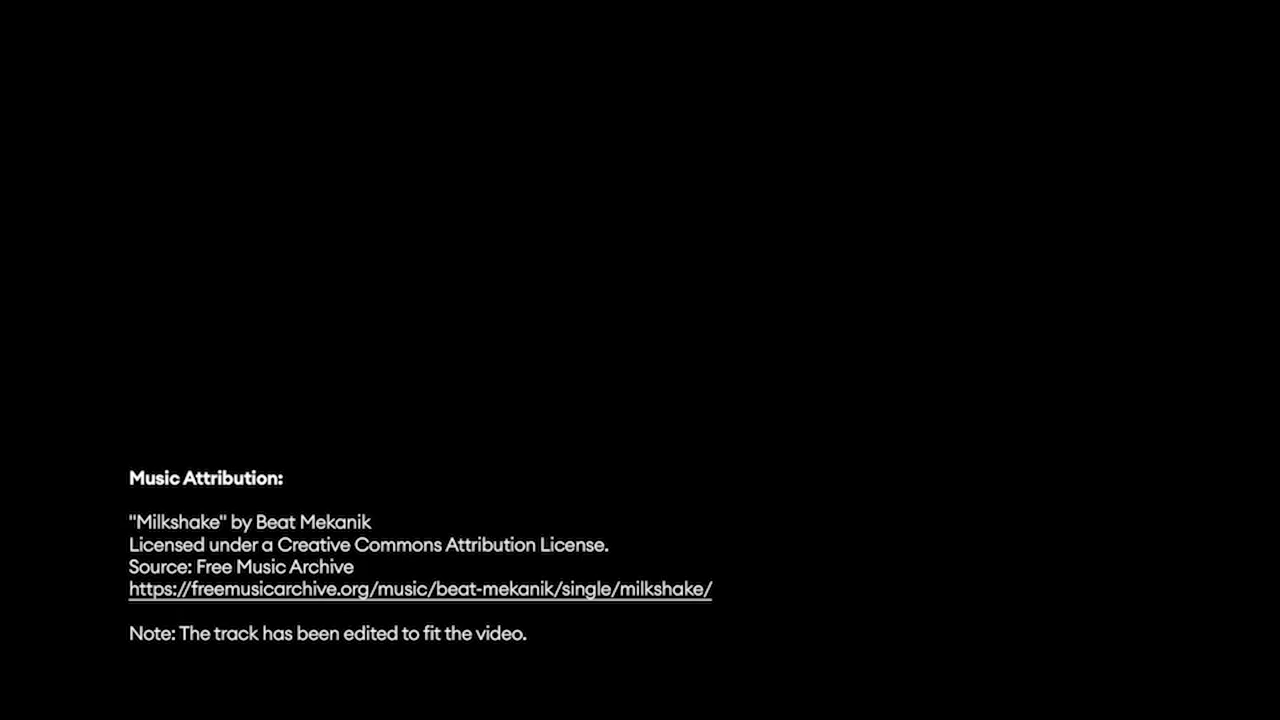 Music Attribution:
"Milkshake" by Beat Mekanik
Licensed under a Creative Commons Attribution License.
Source: Free Music Archive
https://freemusicarchive.org/music/beat-mekanik/single/milkshake/
Note: The track has been edited to fit the video.